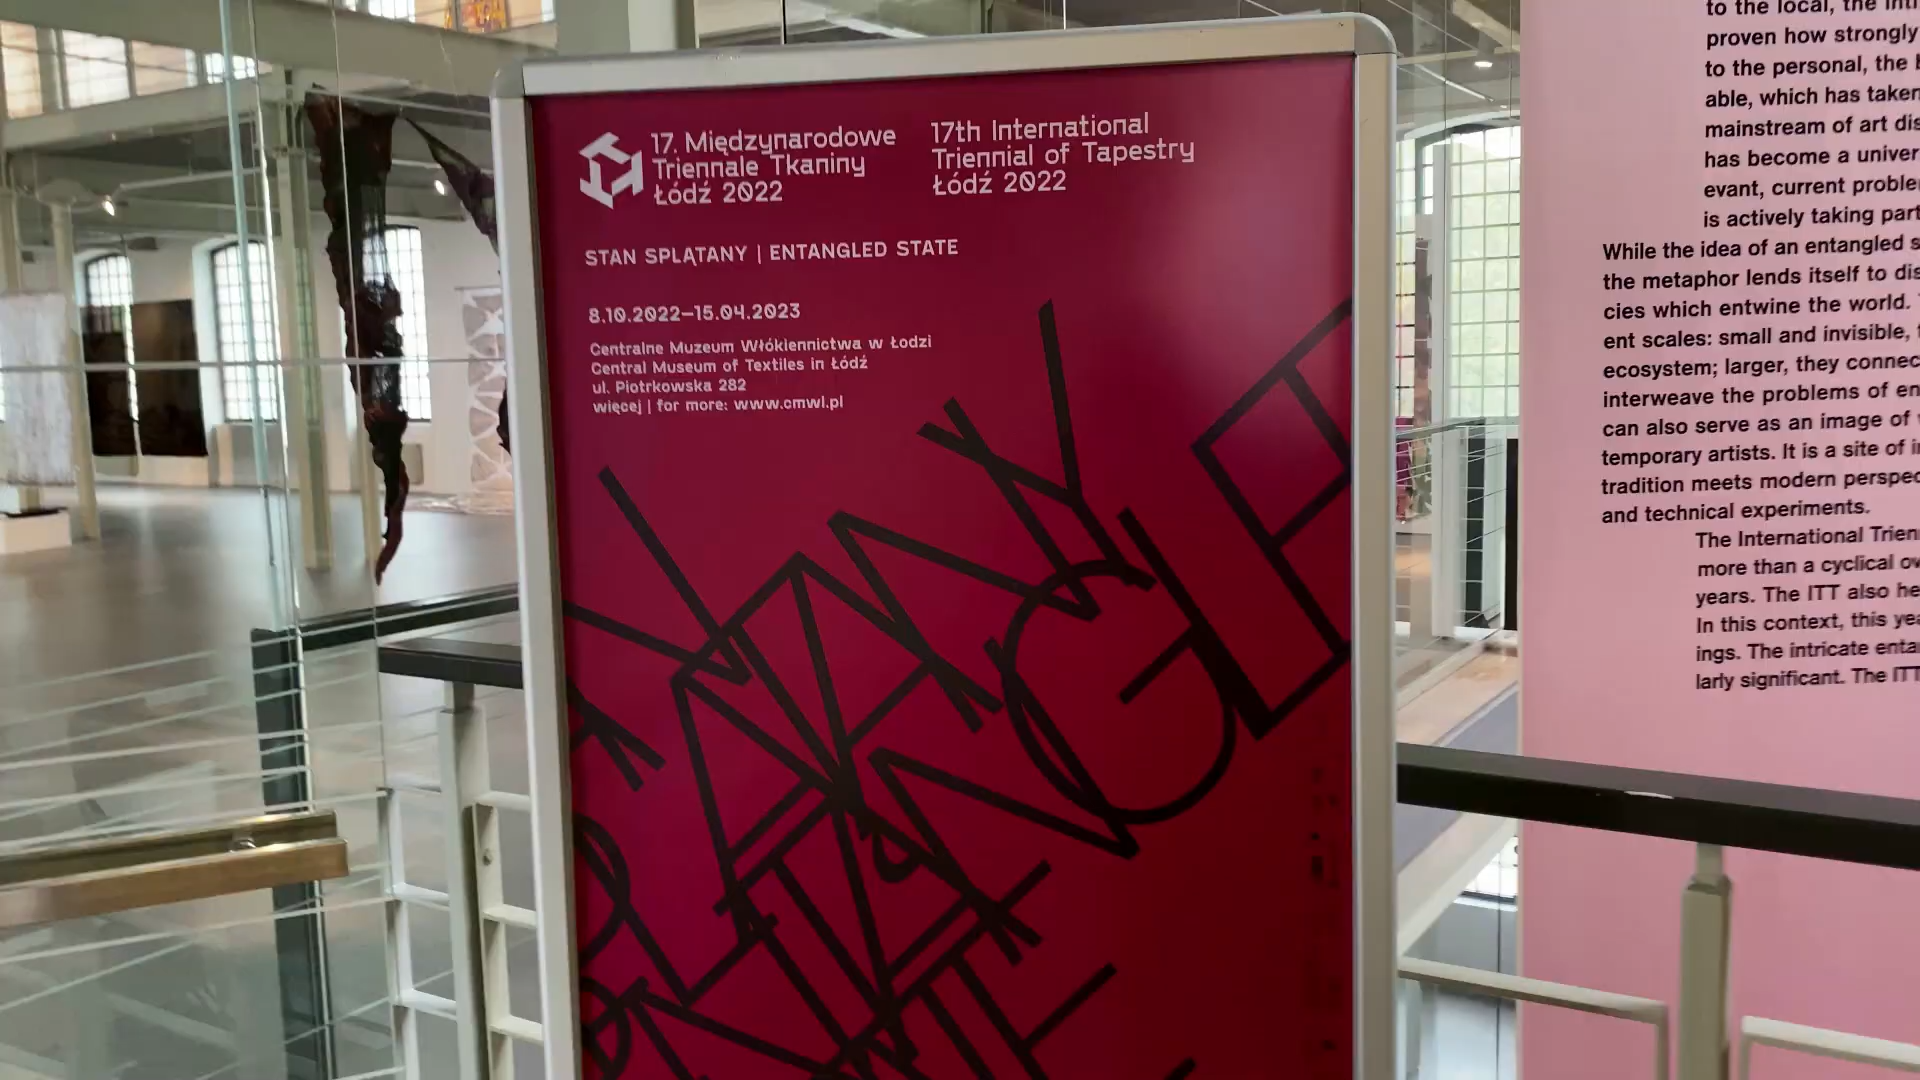 17. Międzynarodowe
Triennale Tkaniny
Łódź 2022
17th International
Triennial of Tapestry
Łódź 2022
STAN SPLĄTANY | ENTANGLED STATE
8.10.2022–15.04.2023
Centralne Muzeum Włókiennictwa w Łodzi
Central Museum of Textiles in Łódź
ul. Piotrkowska 282
więcej | for more: www.cmwl.pl
to the local, the
proven how strongly
to the personal, the
able, which has taken
mainstream of art
has become a
evant, current
is actively taking part
While the idea of an entangled
the metaphor lends itself to
cies which entwine the world.
ent scales: small and invisible,
ecosystem; larger, they
interweave the problems of
can also serve as an image of
temporary artists. It is a site of
tradition meets modern
and technical experiments.
The International
more than a cyclical
years. The ITT also
In this context, this
ings. The intricate
larly significant. The ITT